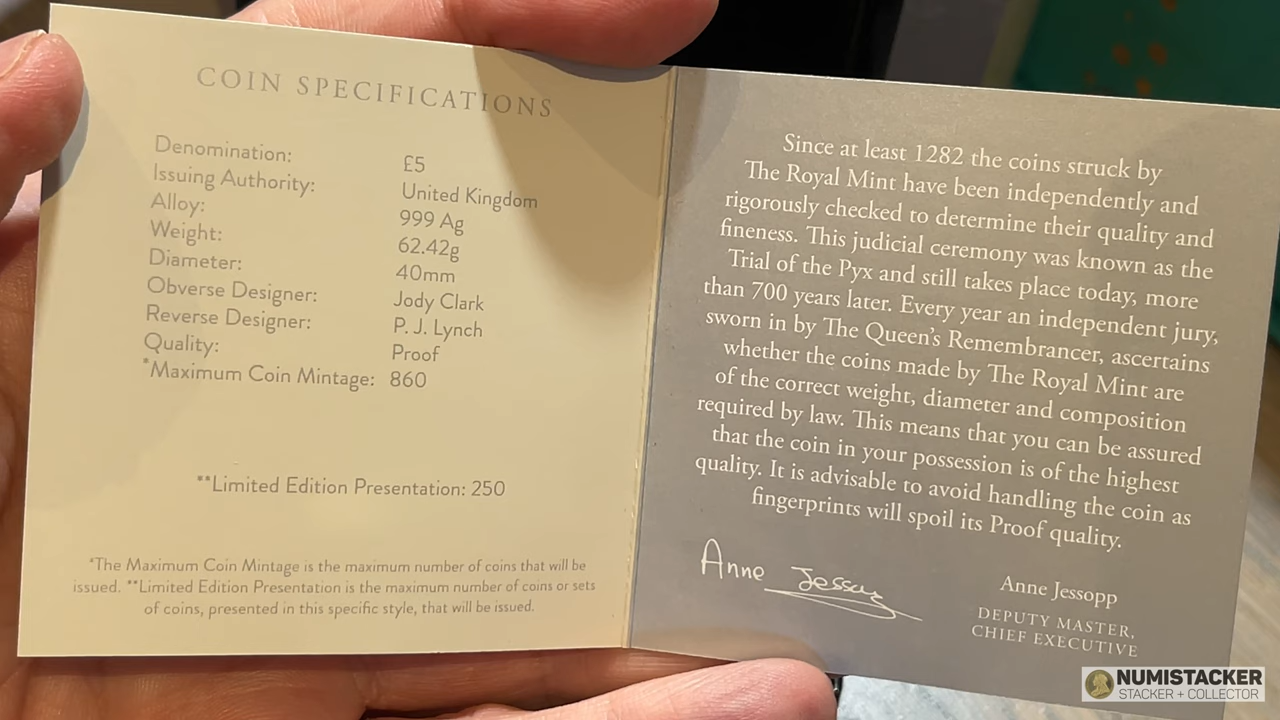 COIN SPECIFICATIONS
Denomination: £5
Issuing Authority: United Kingdom
Alloy: 999 Ag
Weight: 62.42g
Diameter: 40mm
Obverse Designer: Jody Clark
Reverse Designer: P. J. Lynch
Quality: Proof
*Maximum Coin Mintage: 860
**Limited Edition Presentation: 250
*The Maximum Coin Mintage is the maximum number of coins that will be
issued. **Limited Edition Presentation is the maximum number of coins or sets
of coins, presented in this specific style, that will be issued.
Since at least 1282 the coins struck by
The Royal Mint have been independently and
rigorously checked to determine their quality and
fineness. This judicial ceremony was known as the
Trial of the Pyx and still takes place today, more
than 700 years later. Every year an independent jury,
sworn in by The Queen's Remembrancer, ascertains
whether the coins made by The Royal Mint are
of the correct weight, diameter and composition
required by law. This means that you can be assured
that the coin in your possession is of the highest
quality. It is advisable to avoid handling the coin as
fingerprints will spoil its Proof quality.
Anne Jessopp
Anne Jessopp
DEPUTY MASTER,
CHIEF EXECUTIVE
NUMISTACKER
STACKER + COLLECTOR